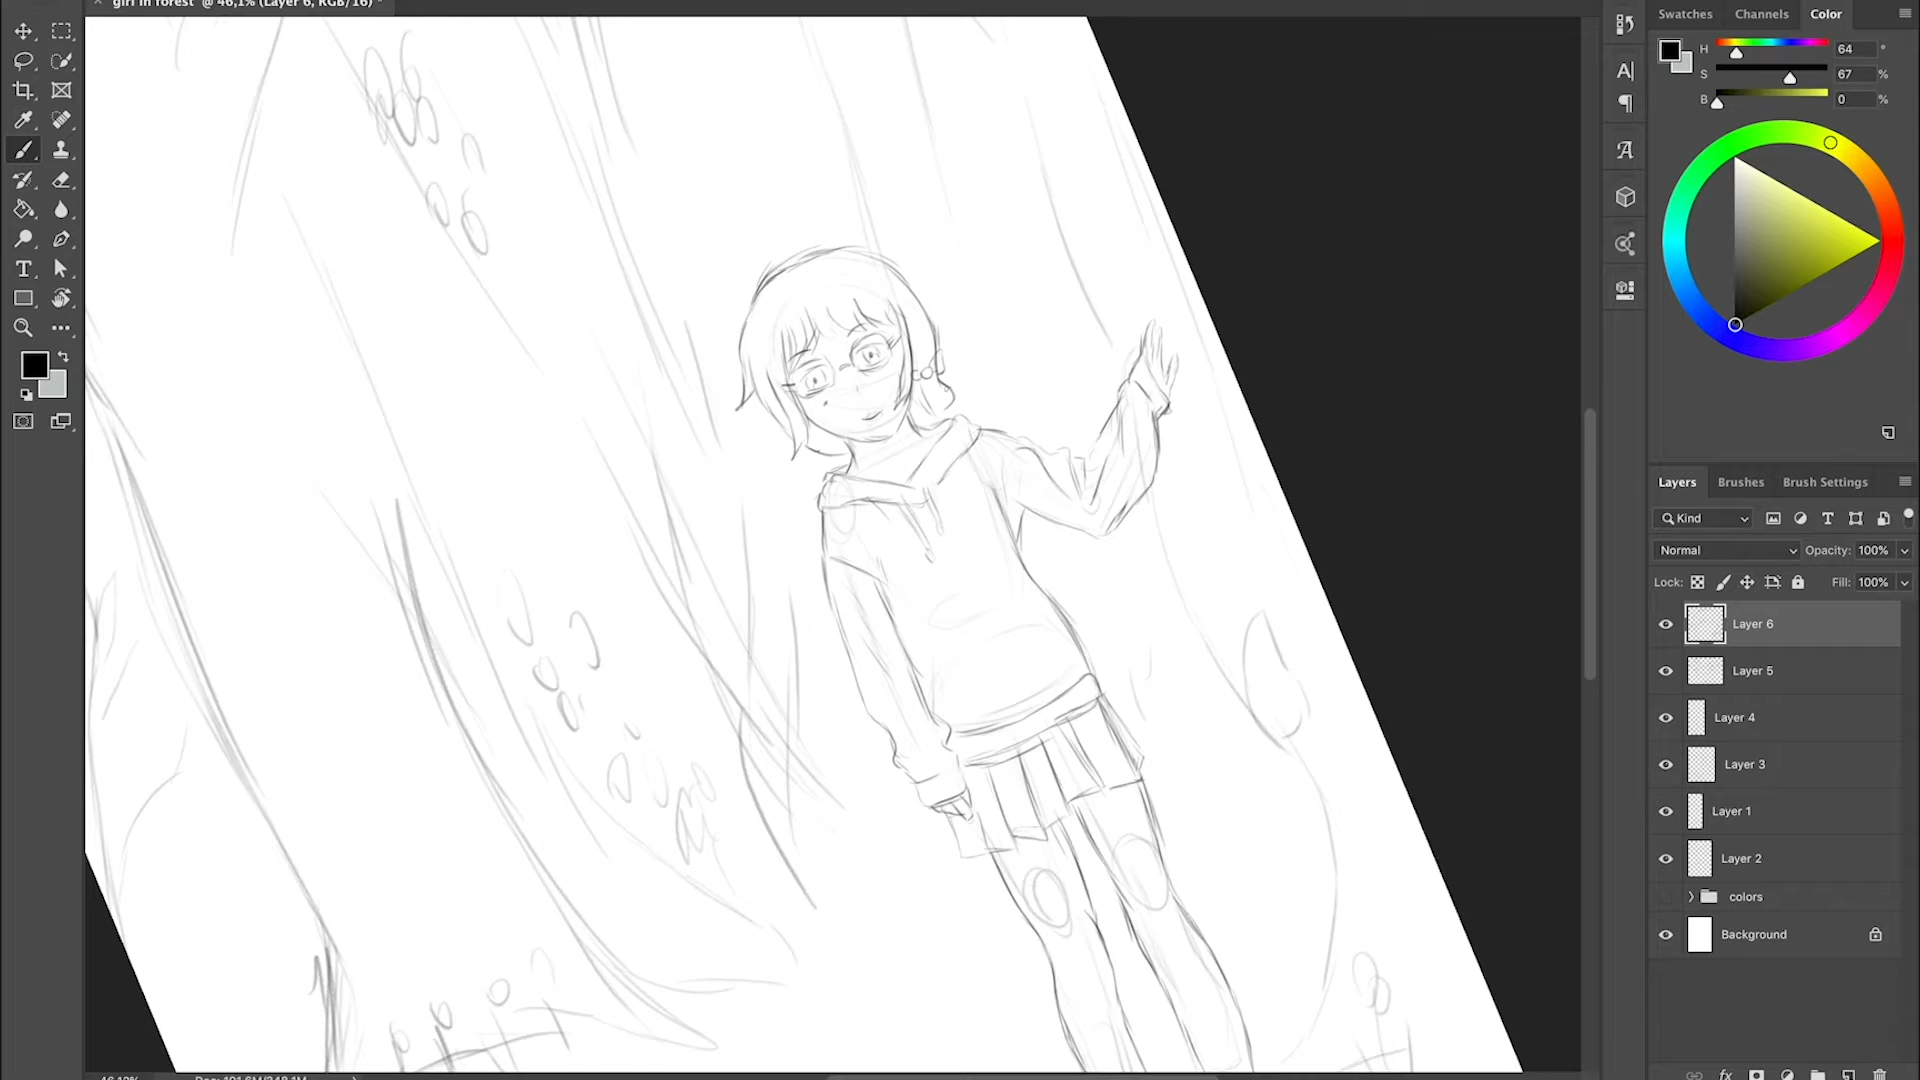 × girl in forest @ 46,1% (Layer 6, RGB/16) *
Swatches Channels Color
H 64 °
S 67 %
B 0 %
Layers Brushes Brush Settings
Kind
Normal Opacity: 100%
Lock: Fill: 100%
Layer 6
Layer 5
Layer 4
Layer 3
Layer 1
Layer 2
colors
Background
fx